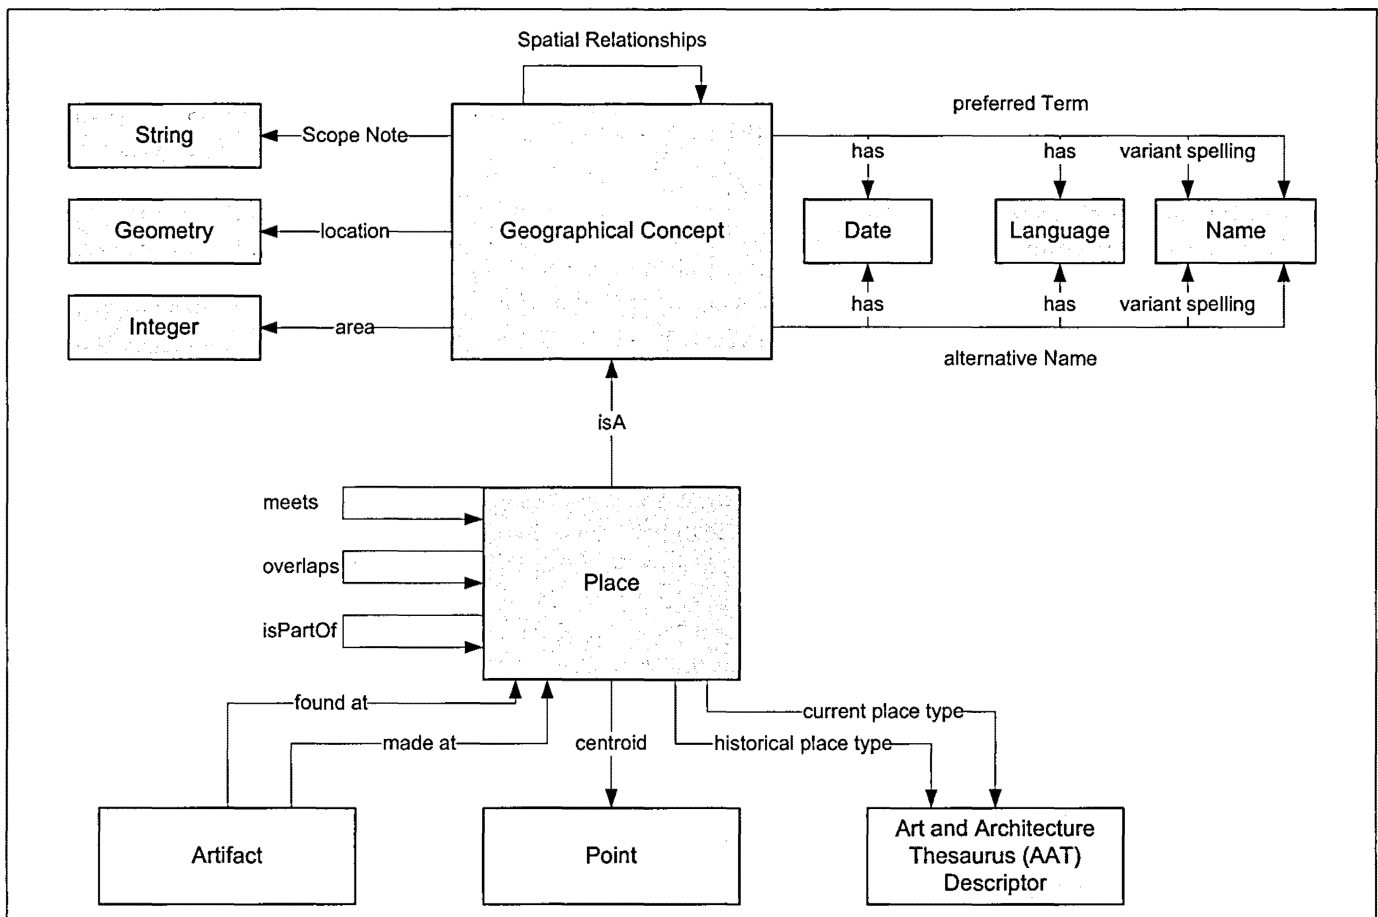 Spatial Relationships
preferred Term
String
Scope Note
has
has
variant spelling
Geometry
location
Geographical Concept
Date
Language
Name
Integer
area
has
has
variant spelling
alternative Name
isA
meets
overlaps
Place
isPartOf
found at
current place type
made at
centroid
historical place type
Artifact
Point
Art and Architecture
Thesaurus (AAT)
Descriptor